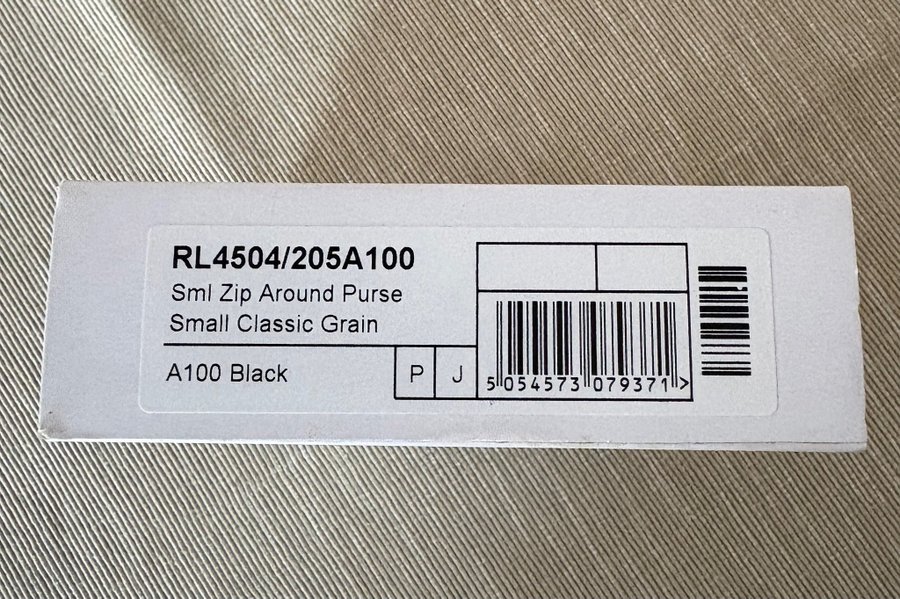 RL4504/205A100
Sml Zip Around Purse
Small Classic Grain
A100 Black
P J
5 054573 079371 >